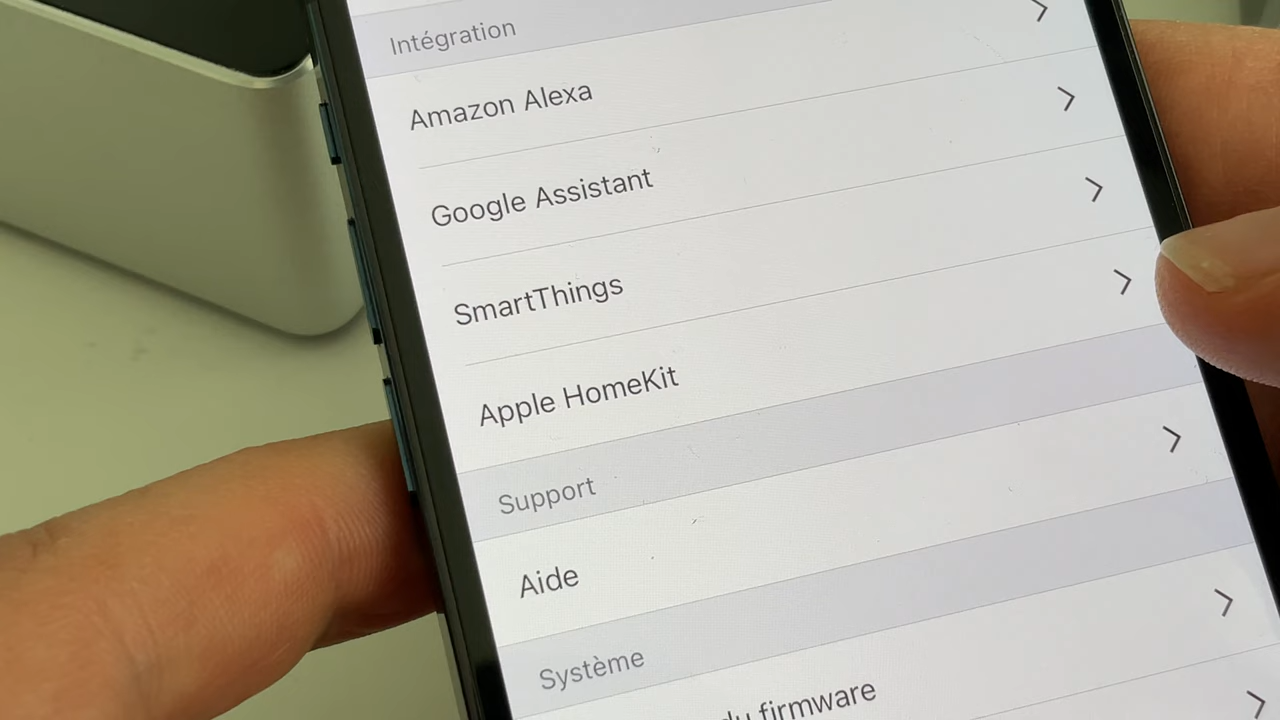 Intégration
Amazon Alexa
Google Assistant
SmartThings
Apple HomeKit
Support
Aide
Système
du firmware